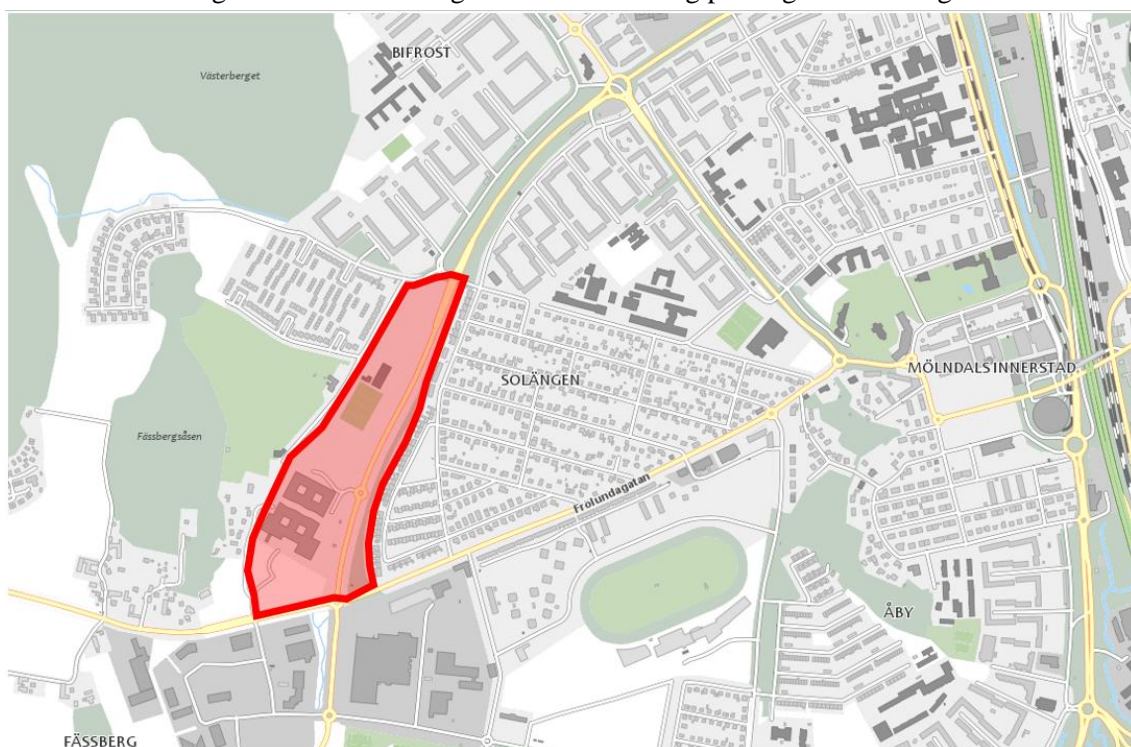 BIFROST
Västerberget
SOLÄNGEN
MÖLNDALS INNERSTAD
Fässbergsåsen
Frölundagatan
ÅBY
FÄSSBERG